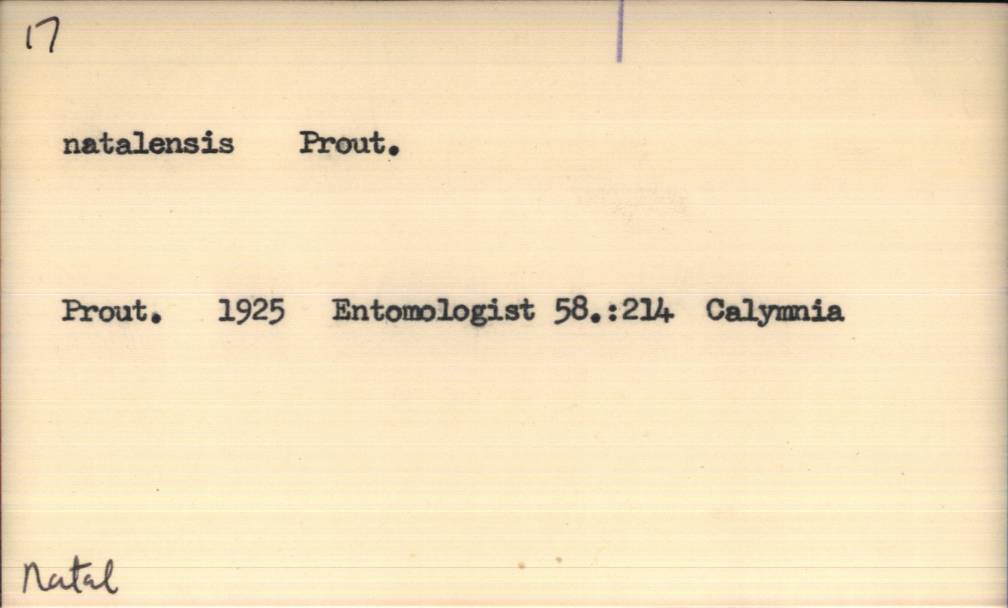 17
natalensis Prout.
Prout. 1925 Entomologist 58.:214 Calymnia
Natal